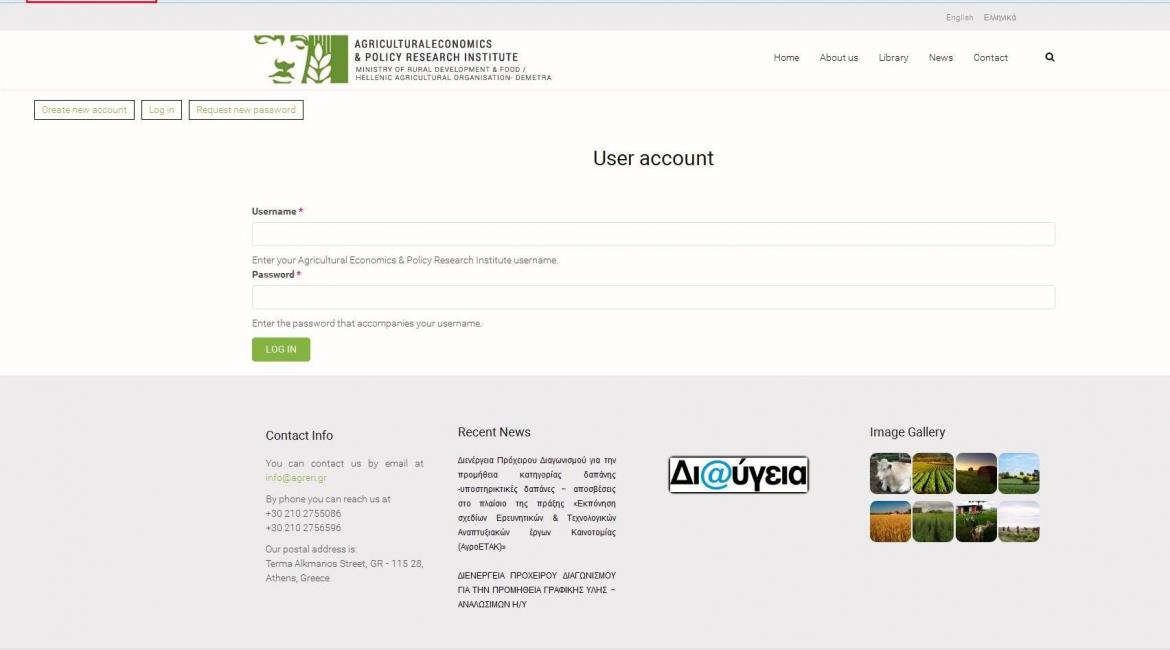 English Ελληνικά
AGRICULTURALECONOMICS
& POLICY RESEARCH INSTITUTE
MINISTRY OF RURAL DEVELOPMENT & FOOD /
HELLENIC AGRICULTURAL ORGANISATION- DEMETRA
Home About us Library News Contact
Create new account Log in Request new password
User account
Username *
Enter your Agricultural Economics & Policy Research Institute username.
Password *
Enter the password that accompanies your username.
LOG IN
Contact Info
You can contact us by email at
info@agreri.gr
By phone you can reach us at
+30 210 2755086
+30 210 2756596
Our postal address is:
Terma Alkmanos Street, GR - 115 28,
Athens, Greece
Recent News
Διενέργεια Πρόχειρου Διαγωνισμού για την
προμήθεια κατηγορίας δαπάνης
-υποστηρικτικές δαπάνες – αποσβέσεις
στο πλαίσιο της πράξης «Εκπόνηση
σχεδίων Ερευνητικών & Τεχνολογικών
Αναπτυξιακών έργων Καινοτομίας
(ΑγροΕΤΑΚ)»
ΔΙΕΝΕΡΓΕΙΑ ΠΡΟΧΕΙΡΟΥ ΔΙΑΓΩΝΙΣΜΟΥ
ΓΙΑ ΤΗΝ ΠΡΟΜΗΘΕΙΑ ΓΡΑΦΙΚΗΣ ΥΛΗΣ –
ΑΝΑΛΩΣΙΜΩΝ Η/Υ
Δι@ύγεια
Image Gallery